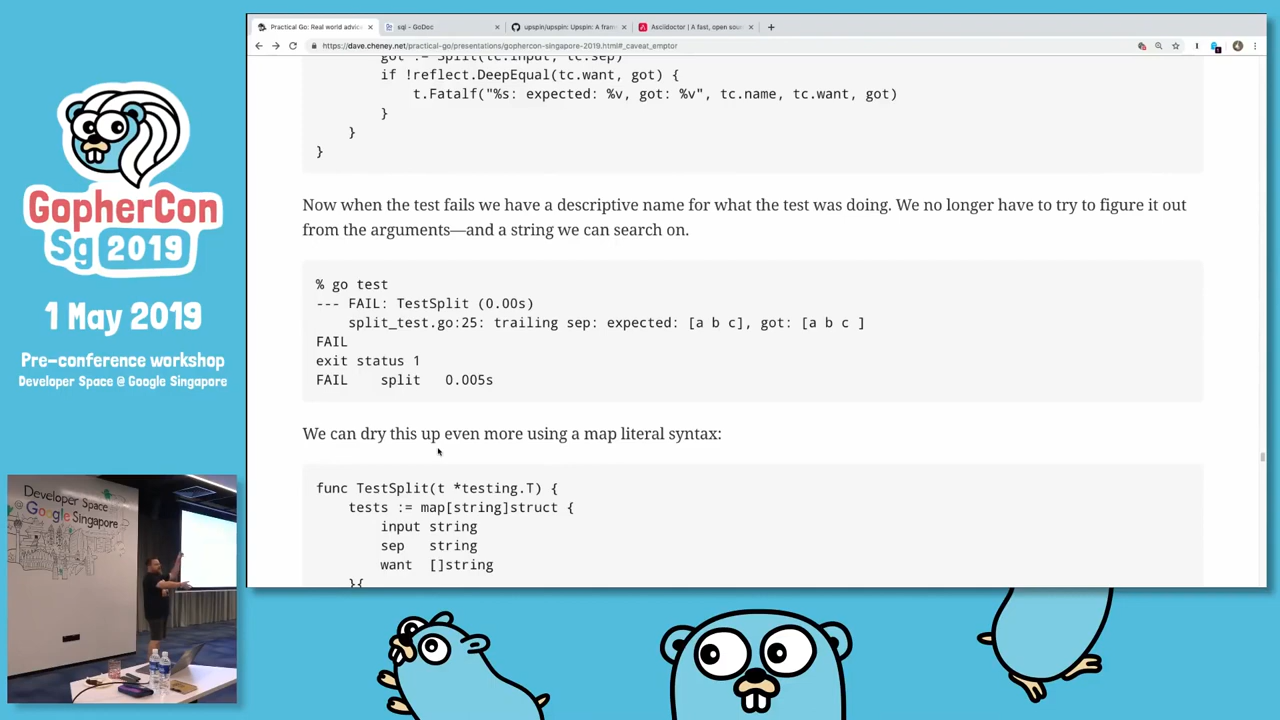 Practical Go: Real world advic
sql - GoDoc
upspin/upspin: Upspin: A fram
Asciidoctor | A fast, open sou
https://dave.cheney.net/practical-go/presentations/gophercon-singapore-2019.html#_caveat_emptor
got := Split(tc.input, tc.sep)
if !reflect.DeepEqual(tc.want, got) {
t.Fatalf("%s: expected: %v, got: %v", tc.name, tc.want, got)
}
}
}
Now when the test fails we have a descriptive name for what the test was doing. We no longer have to try to figure it out
from the arguments—and a string we can search on.
% go test
--- FAIL: TestSplit (0.00s)
split_test.go:25: trailing sep: expected: [a b c], got: [a b c ]
FAIL
exit status 1
FAIL split 0.005s
We can dry this up even more using a map literal syntax:
func TestSplit(t *testing.T) {
tests := map[string]struct {
input string
sep string
want []string
}{
GopherCon
Sg 2019
1 May 2019
Pre-conference workshop
Developer Space @ Google Singapore
Developer Space
@ Google Singapore